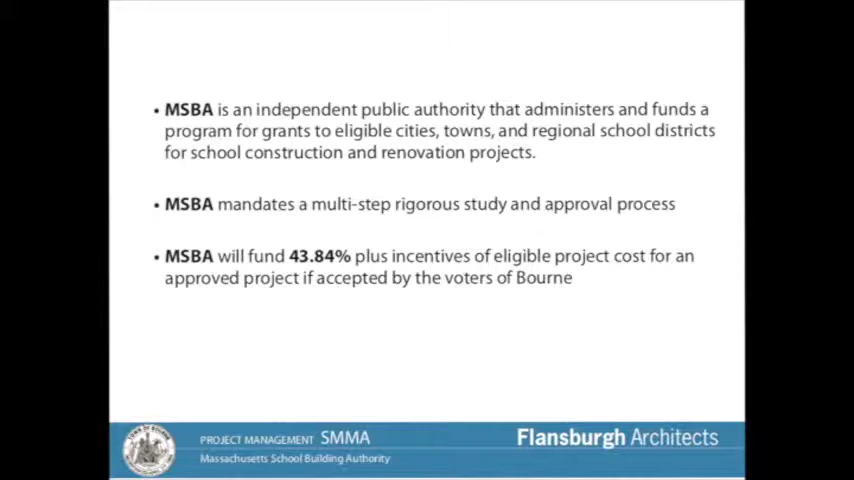 • MSBA is an independent public authority that administers and funds a
program for grants to eligible cities, towns, and regional school districts
for school construction and renovation projects.
• MSBA mandates a multi-step rigorous study and approval process
• MSBA will fund 43.84% plus incentives of eligible project cost for an
approved project if accepted by the voters of Bourne
TOWN OF BOURNE
PROJECT MANAGEMENT SMMA
Massachusetts School Building Authority
Flansburgh Architects